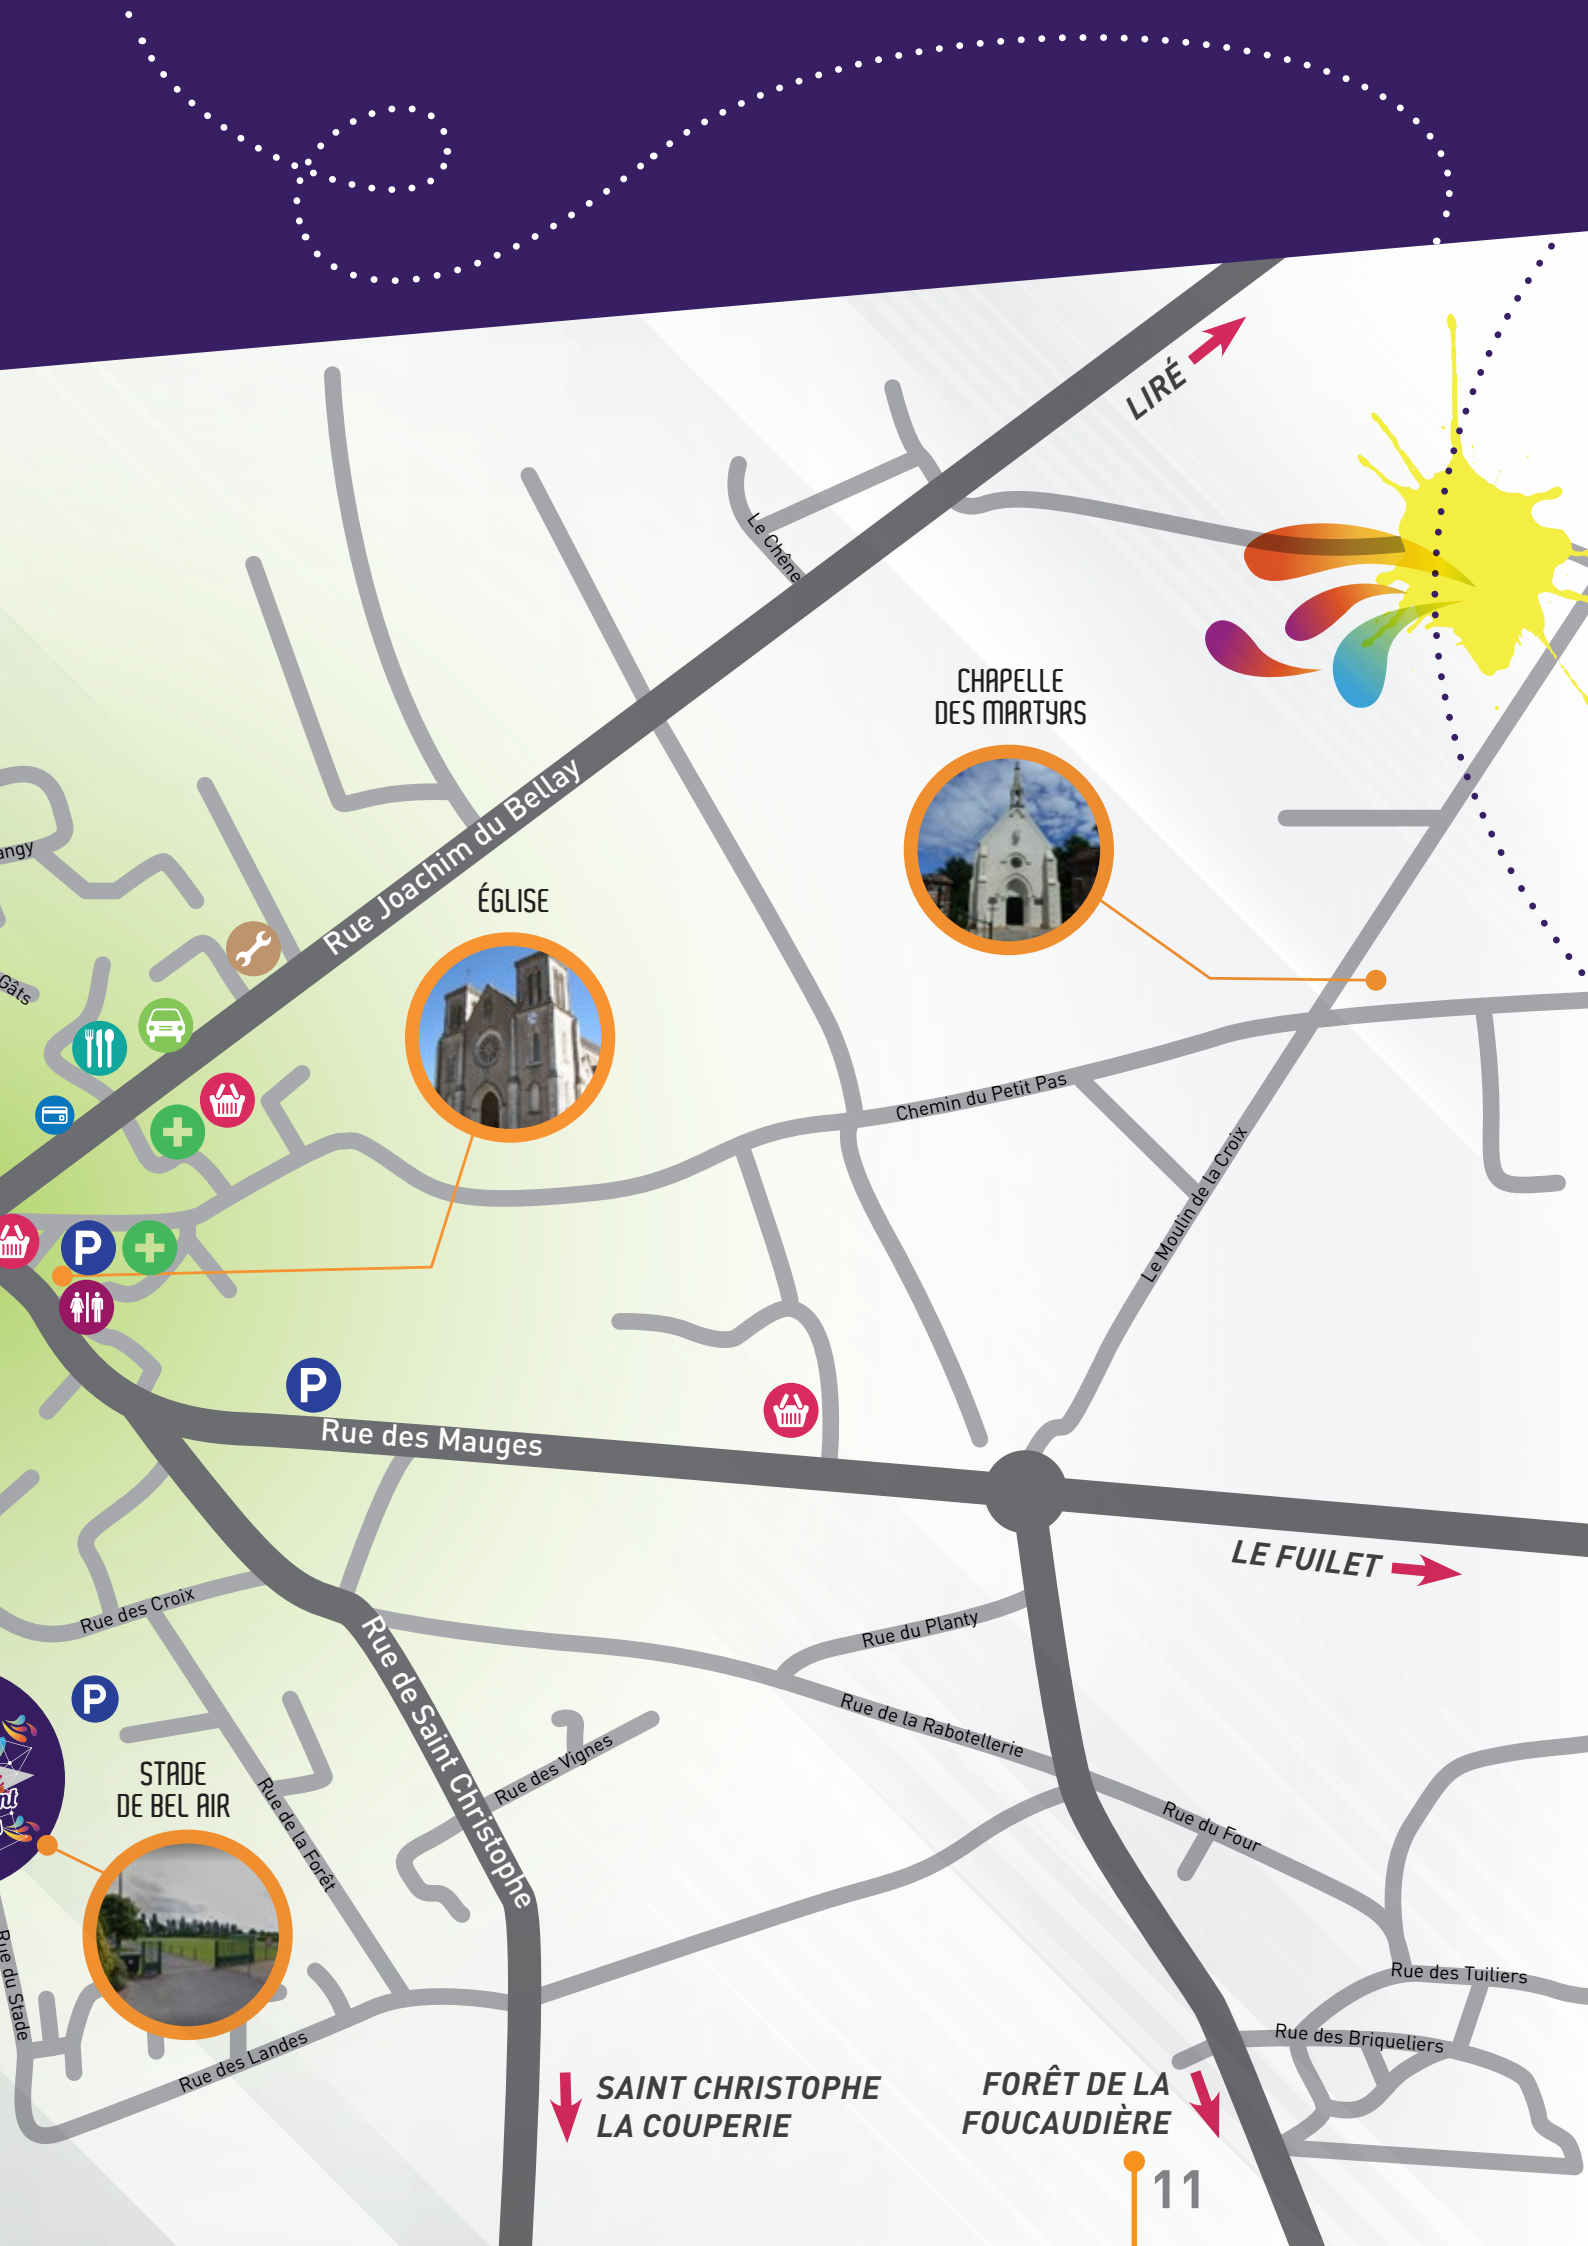 LIRÉ
Le Chêne
CHAPELLE
DES MARTYRS
Rue Joachim du Bellay
angy
ÉGLISE
Gâts
Chemin du Petit Pas
Le Moulin de la Croix
P
P
Rue des Mauges
LE FUILET
Rue des Croix
Rue du Planty
Rue de Saint Christophe
P
Rue de la Rabotellerie
Rue des Vignes
STADE
DE BEL AIR
Rue de la Forêt
Rue du Four
Rue du Stade
Rue des Tuiliers
Rue des Briqueliers
Rue des Landes
SAINT CHRISTOPHE
LA COUPERIE
FORÊT DE LA
FOUCAUDIÈRE
11